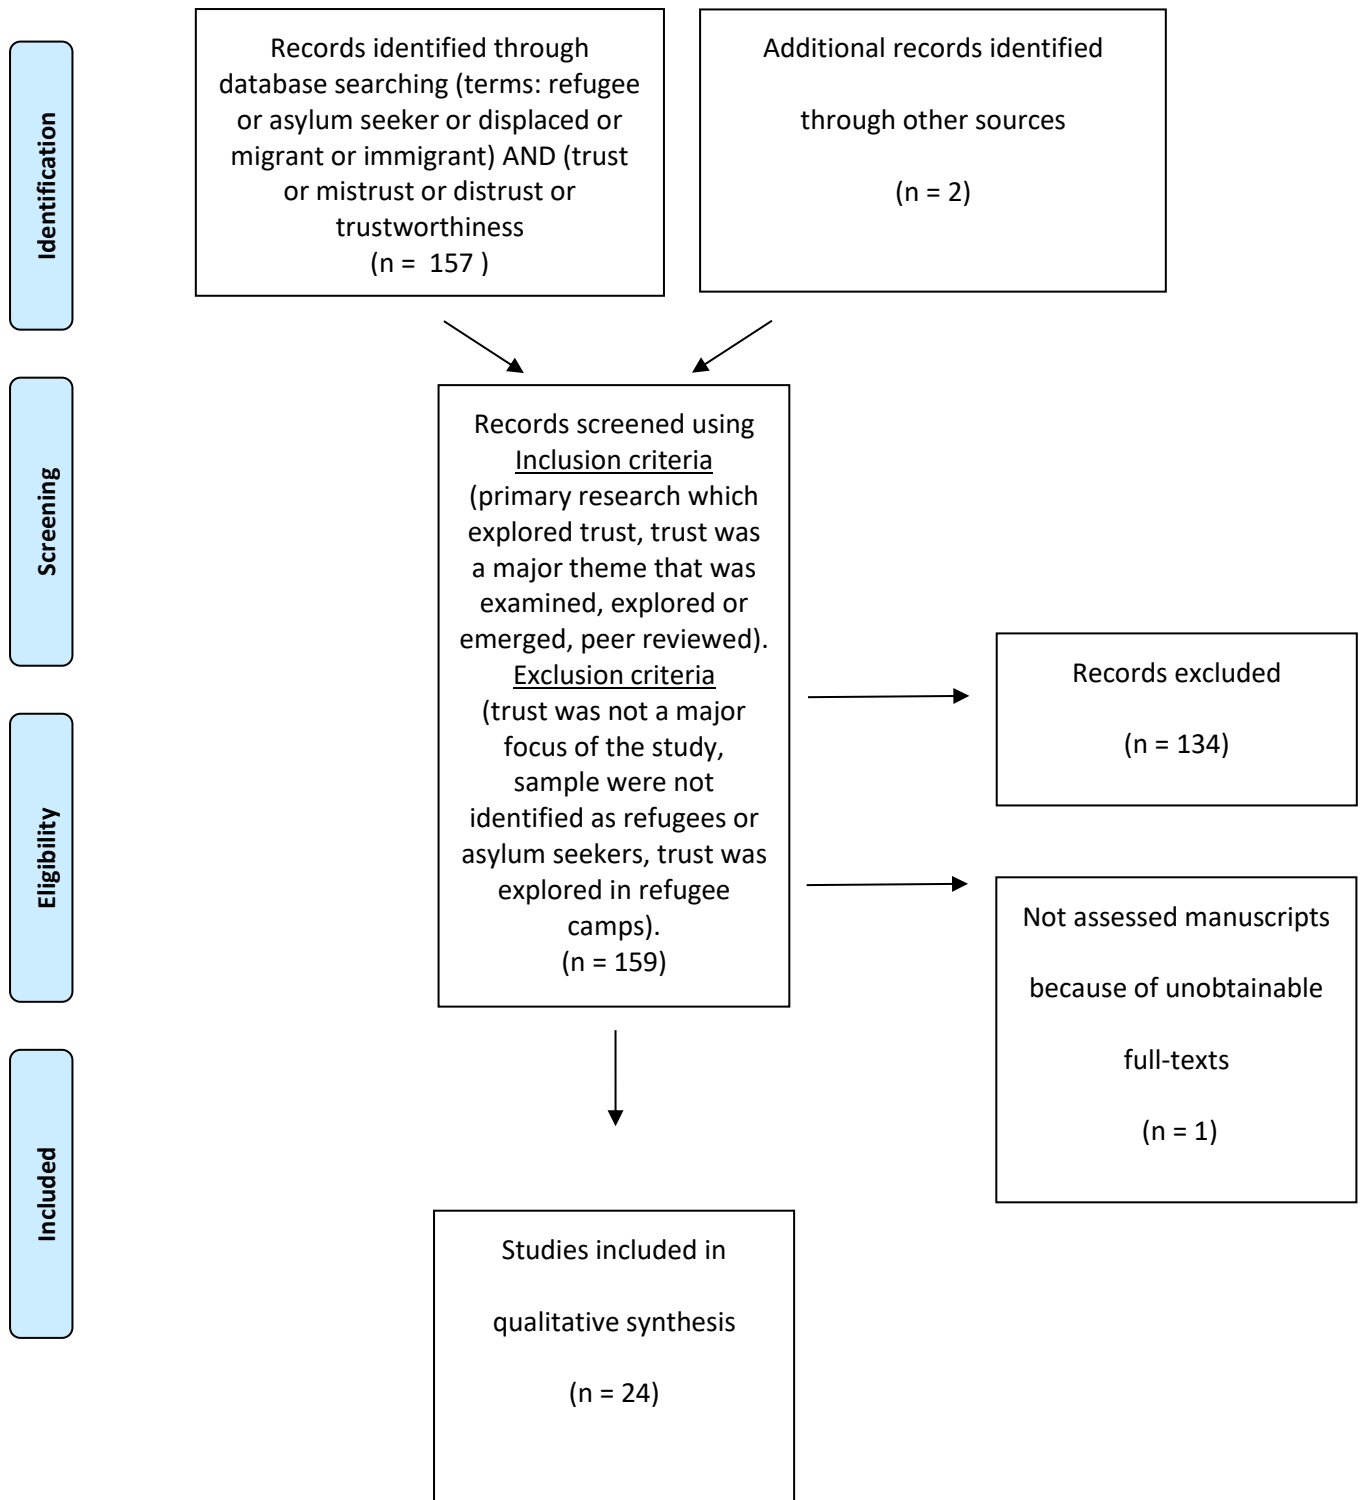 Identification
Records identified through
database searching (terms: refugee
or asylum seeker or displaced or
migrant or immigrant) AND (trust
or mistrust or distrust or
trustworthiness
(n =  157 )
Additional records identified
through other sources
(n = 2)
Screening
Records screened using
Inclusion criteria
(primary research which
explored trust, trust was
a major theme that was
examined, explored or
emerged, peer reviewed).
Exclusion criteria
(trust was not a major
focus of the study,
sample were not
identified as refugees or
asylum seekers, trust was
explored in refugee
camps).
(n = 159)
Records excluded
(n = 134)
Eligibility
Not assessed manuscripts
because of unobtainable
full-texts
(n = 1)
Included
Studies included in
qualitative synthesis
(n = 24)